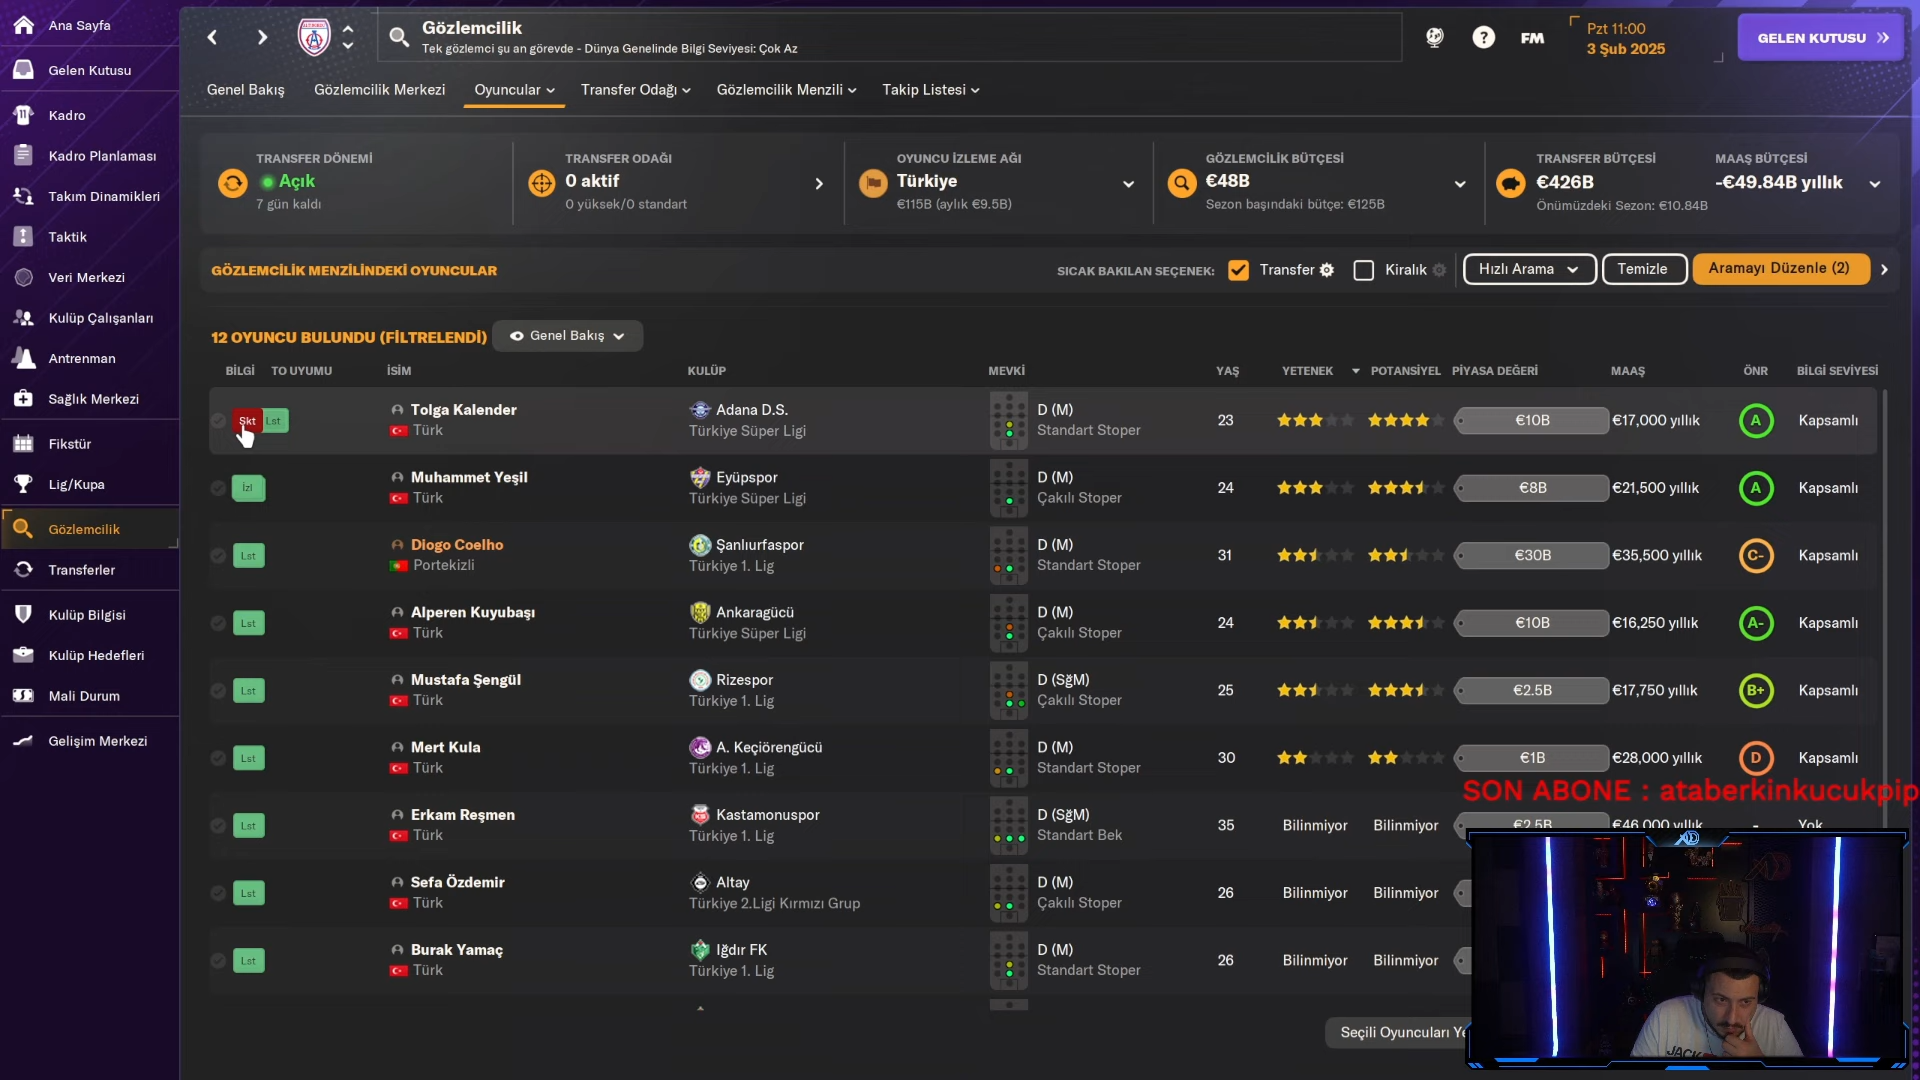 Ana Sayfa
Gelen Kutusu
Kadro
Kadro Planlaması
Takım Dinamikleri
Taktik
Veri Merkezi
Kulüp Çalışanları
Antrenman
Sağlık Merkezi
Fikstür
Lig/Kupa
Gözlemcilik
Transferler
Kulüp Bilgisi
Kulüp Hedefleri
Mali Durum
Gelişim Merkezi
Gözlemcilik
Tek gözlemci şu an görevde - Dünya Genelinde Bilgi Seviyesi: Çok Az
FM
Pzt 11:00
3 Şub 2025
GELEN KUTUSU
Genel Bakış Gözlemcilik Merkezi Oyuncular Transfer Odağı Gözlemcilik Menzili Takip Listesi
TRANSFER DÖNEMİ
Açık
7 gün kaldı
TRANSFER ODAĞI
0 aktif
0 yüksek/0 standart
OYUNCU İZLEME AĞI
Türkiye
€115B (aylık €9.5B)
GÖZLEMCİLİK BÜTÇESİ
€48B
Sezon başındaki bütçe: €125B
TRANSFER BÜTÇESİ
€426B
Önümüzdeki Sezon: €10.84B
MAAŞ BÜTÇESİ
-€49.84B yıllık
GÖZLEMCİLİK MENZİLİNDEKİ OYUNCULAR
SICAK BAKILAN SEÇENEK: Transfer Kiralık Hızlı Arama Temizle Aramayı Düzenle (2)
12 OYUNCU BULUNDU (FİLTRELENDİ) Genel Bakış
BİLGİ TO UYUMU İSİM KULÜP MEVKİ YAŞ YETENEK POTANSİYEL PİYASA DEĞERİ MAAŞ ÖNR BİLGİ SEVİYESİ
Skt Lst Tolga Kalender Adana D.S. D (M) 23 €10B €17,000 yıllık A Kapsamlı
Türk Türkiye Süper Ligi Standart Stoper
İzl Muhammet Yeşil Eyüpspor D (M) 24 €8B €21,500 yıllık A Kapsamlı
Türk Türkiye Süper Ligi Çakılı Stoper
Lst Diogo Coelho Şanlıurfaspor D (M) 31 €30B €35,500 yıllık C- Kapsamlı
Portekizli Türkiye 1. Lig Standart Stoper
Lst Alperen Kuyubaşı Ankaragücü D (M) 24 €10B €16,250 yıllık A- Kapsamlı
Türk Türkiye Süper Ligi Çakılı Stoper
Lst Mustafa Şengül Rizespor D (SğM) 25 €2.5B €17,750 yıllık B+ Kapsamlı
Türk Türkiye 1. Lig Çakılı Stoper
Lst Mert Kula A. Keçiörengücü D (M) 30 €1B €28,000 yıllık D Kapsamlı
Türk Türkiye 1. Lig Standart Stoper
SON ABONE : ataberkinkucukpip
Lst Erkam Reşmen Kastamonuspor D (SğM) 35 Bilinmiyor Bilinmiyor €2.5B €46,000 yıllık - Yok
Türk Türkiye 1. Lig Standart Bek
Lst Sefa Özdemir Altay D (M) 26 Bilinmiyor Bilinmiyor
Türk Türkiye 2.Ligi Kırmızı Grup Çakılı Stoper
Lst Burak Yamaç Iğdır FK D (M) 26 Bilinmiyor Bilinmiyor
Türk Türkiye 1. Lig Standart Stoper
Seçili Oyuncuları Ye
JACK